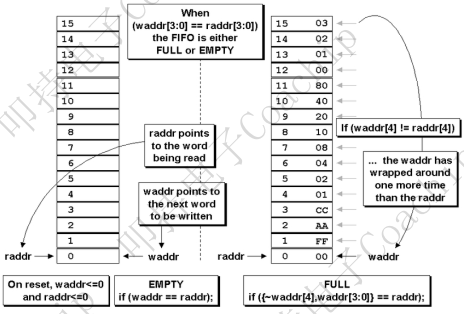 When
(waddr[3:0] == raddr[3:0])
the FIFO is either
FULL or EMPTY
15
14
13
12
11
10
9
8
7
6
5
4
3
2
1
0
raddr
waddr
raddr points
to the word
being read
waddr points to
the next word
to be written
15 03
14 02
13 01
12 00
11 80
10 40
9 20
8 10
7 08
6 04
5 02
4 01
3 CC
2 AA
1 FF
0 00
raddr
waddr
If (waddr[4] != raddr[4])
... the waddr has
wrapped around
one more time
than the raddr
On reset, waddr<=0
and raddr<=0
EMPTY
if (waddr == raddr);
FULL
if ({~waddr[4],waddr[3:0]} == raddr);